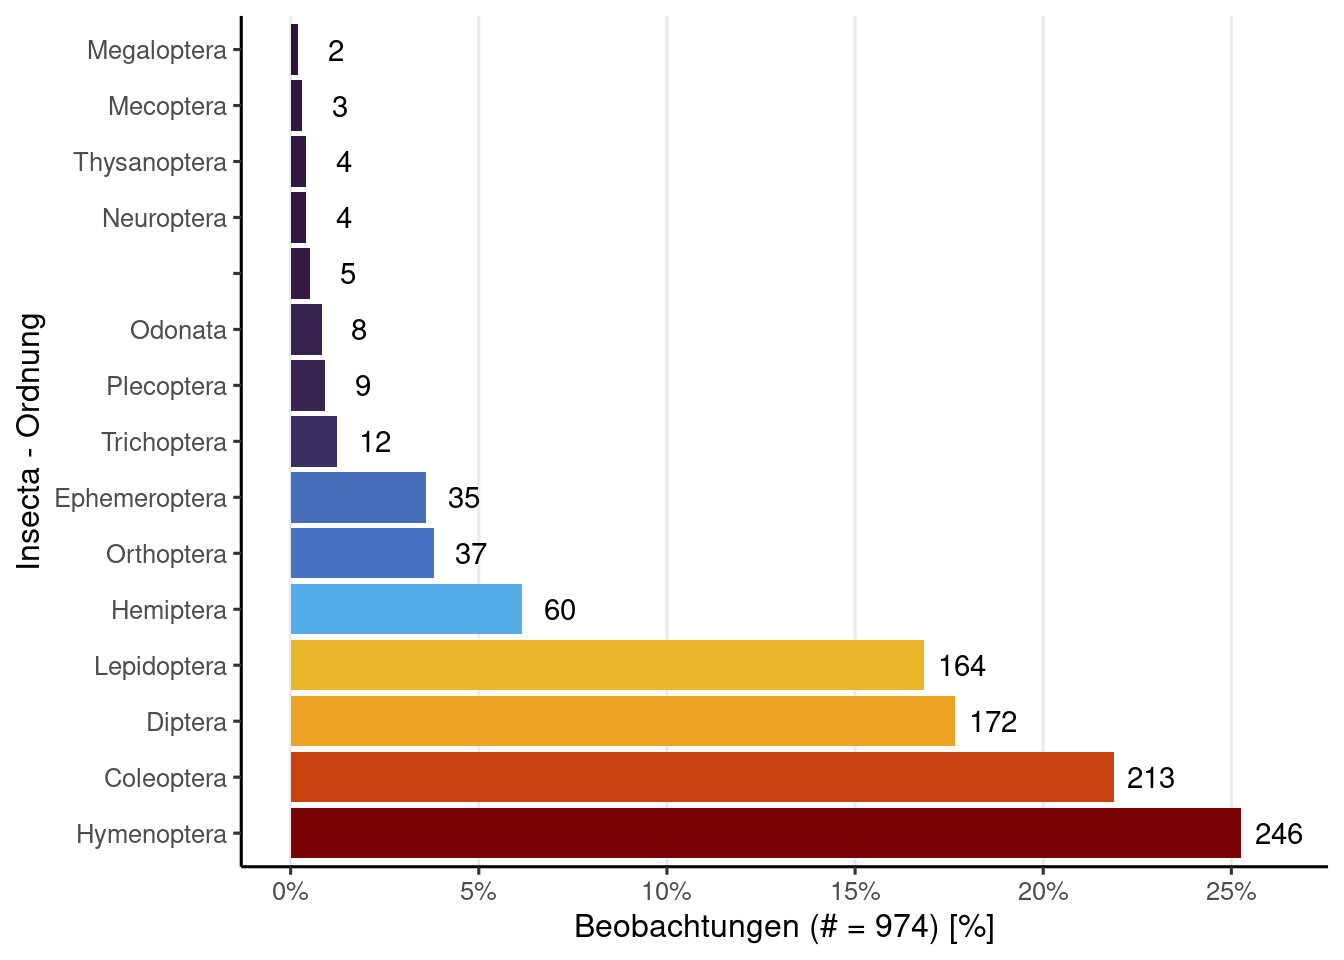 Insecta - Ordnung
Megaloptera 2
Mecoptera 3
Thysanoptera 4
Neuroptera 4
5
Odonata 8
Plecoptera 9
Trichoptera 12
Ephemeroptera 35
Orthoptera 37
Hemiptera 60
Lepidoptera 164
Diptera 172
Coleoptera 213
Hymenoptera 246
0% 5% 10% 15% 20% 25%
Beobachtungen (# = 974) [%]